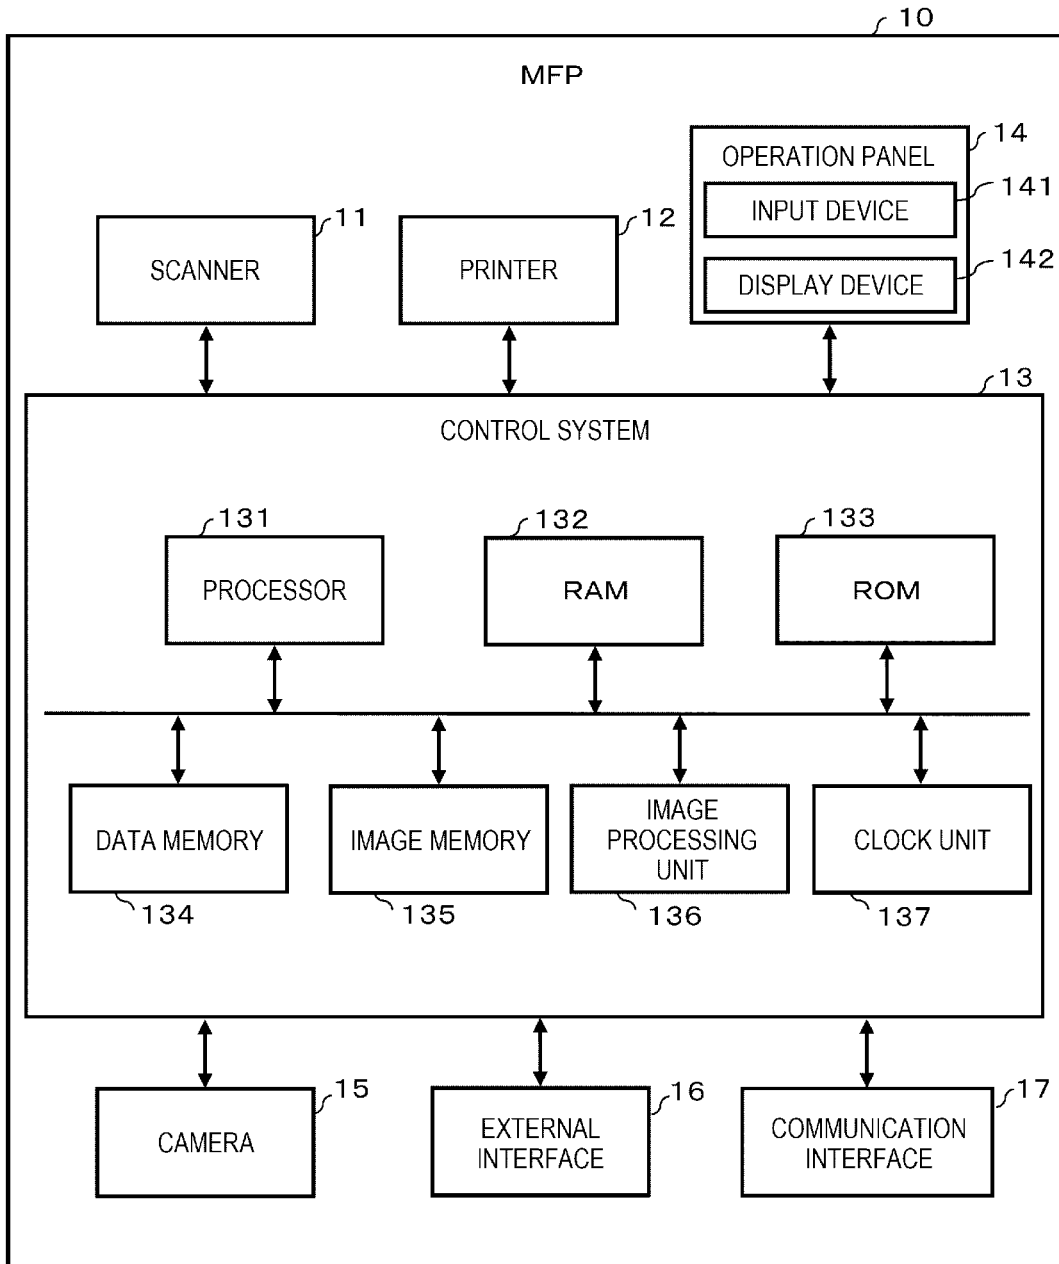 10
MFP
14
OPERATION PANEL
141
INPUT DEVICE
142
DISPLAY DEVICE
11
SCANNER
12
PRINTER
13
CONTROL SYSTEM
131
PROCESSOR
132
RAM
133
ROM
DATA MEMORY
134
IMAGE MEMORY
135
IMAGE
PROCESSING
UNIT
136
CLOCK UNIT
137
15
CAMERA
16
EXTERNAL
INTERFACE
17
COMMUNICATION
INTERFACE